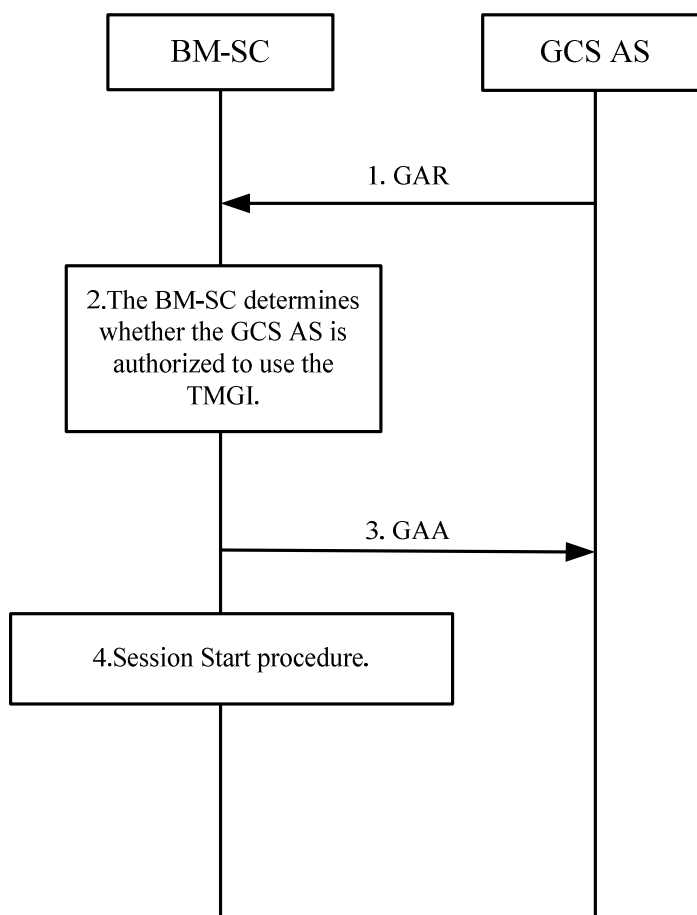 BM-SC
GCS AS
1. GAR
2.The BM-SC determines
whether the GCS AS is
authorized to use the
TMGI.
3. GAA
4.Session Start procedure.